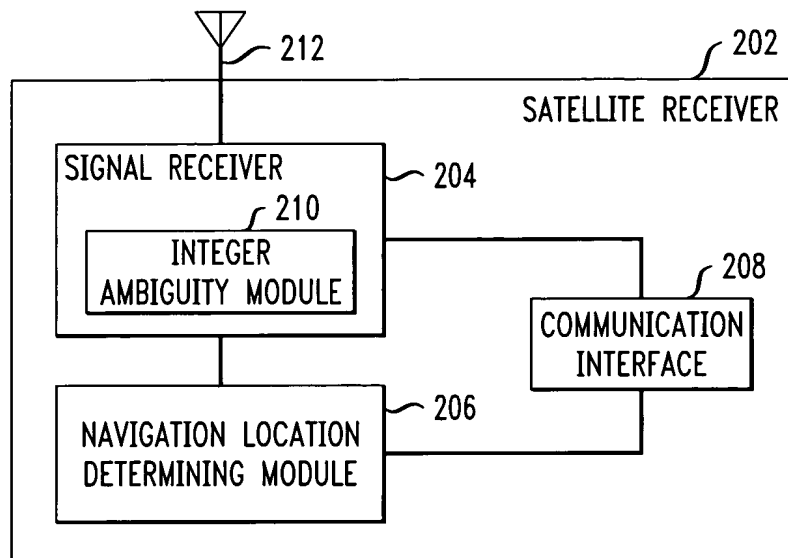 212
202
SATELLITE RECEIVER
SIGNAL RECEIVER
204
210
INTEGER
AMBIGUITY MODULE
208
COMMUNICATION
INTERFACE
206
NAVIGATION LOCATION
DETERMINING MODULE